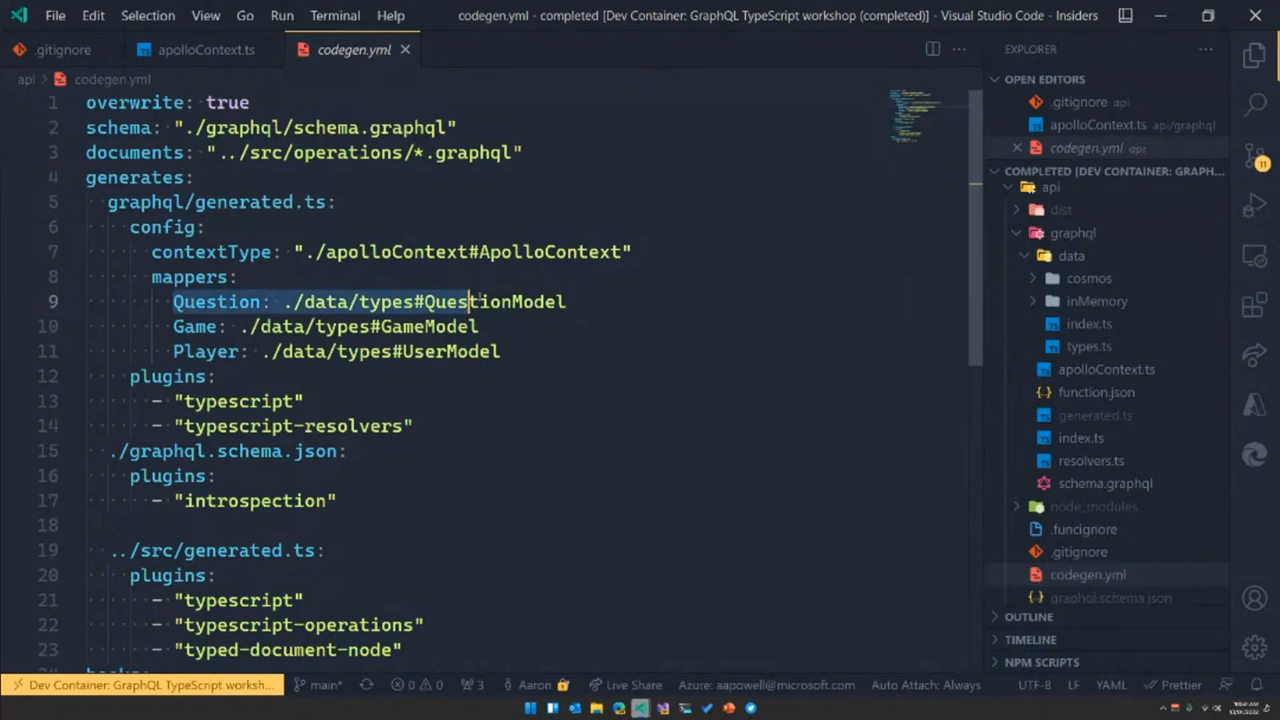 File Edit Selection View Go Run Terminal Help codegen.yml - completed [Dev Container: GraphQL TypeScript workshop (completed)] - Visual Studio Code - Insiders
.gitignore apolloContext.ts codegen.yml
api > codegen.yml
1 overwrite: true
2 schema: "./graphql/schema.graphql"
3 documents: "../src/operations/*.graphql"
4 generates:
5 graphql/generated.ts:
6 config:
7 contextType: "./apolloContext#ApolloContext"
8 mappers:
9 Question: ./data/types#QuestionModel
10 Game: ./data/types#GameModel
11 Player: ./data/types#UserModel
12 plugins:
13 - "typescript"
14 - "typescript-resolvers"
15 ./graphql.schema.json:
16 plugins:
17 - "introspection"
18
19 ../src/generated.ts:
20 plugins:
21 - "typescript"
22 - "typescript-operations"
23 - "typed-document-node"
EXPLORER
OPEN EDITORS
.gitignore api
apolloContext.ts api/graphql
codegen.yml api
COMPLETED [DEV CONTAINER: GRAPH...
api
dist
graphql
data
cosmos
inMemory
index.ts
types.ts
apolloContext.ts
function.json
generated.ts
index.ts
resolvers.ts
schema.graphql
node_modules
.funcignore
.gitignore
codegen.yml
graphql.schema.json
OUTLINE
TIMELINE
NPM SCRIPTS
11
Dev Container: GraphQL TypeScript worksh... main* 0 0 3 Aaron Live Share Azure: aapowell@microsoft.com Auto Attach: Always UTF-8 LF YAML Prettier